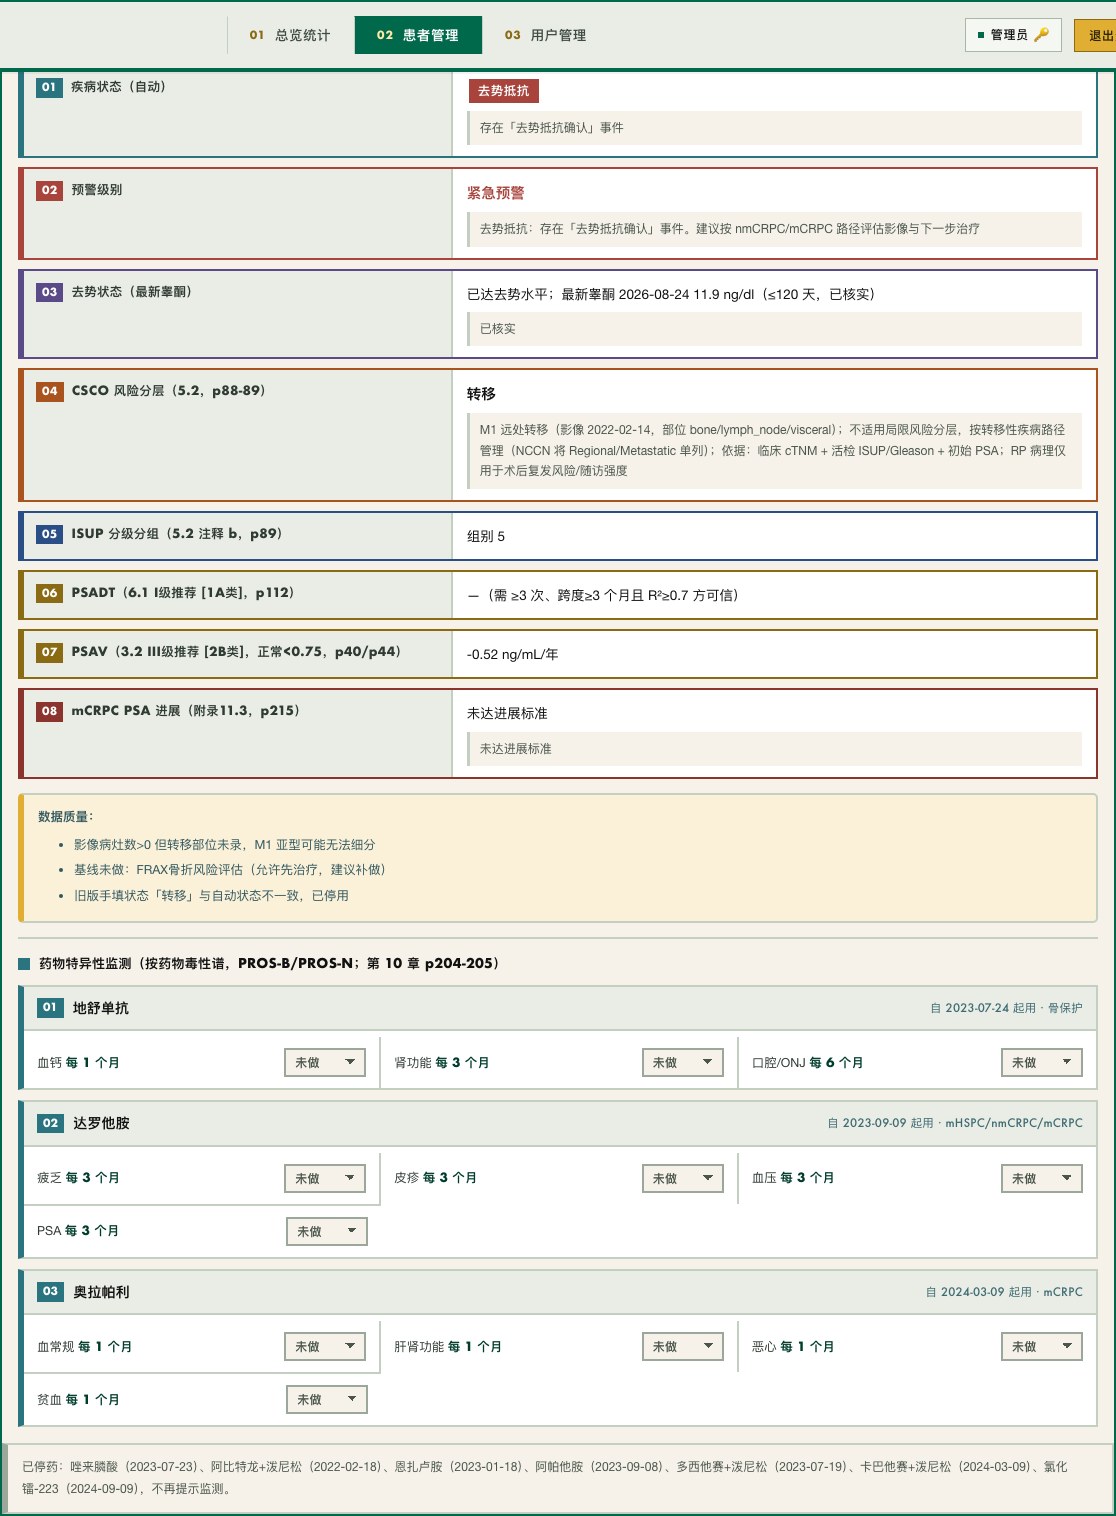 01 总览统计
02 患者管理
03 用户管理
管理员
01 疾病状态（自动）
去势抵抗
存在「去势抵抗确认」事件
02 预警级别
紧急预警
去势抵抗：存在「去势抵抗确认」事件。建议按 nmCRPC/mCRPC 路径评估影像与下一步治疗
03 去势状态（最新睾酮）
已达去势水平；最新睾酮 2026-08-24 11.9 ng/dl（≤120 天，已核实）
已核实
04 CSCO 风险分层（5.2，p88-89）
转移
M1 远处转移（影像 2022-02-14，部位 bone/lymph_node/visceral）；不适用局限风险分层，按转移性疾病路径
管理（NCCN 将 Regional/Metastatic 单列）；依据：临床 cTNM + 活检 ISUP/Gleason + 初始 PSA；RP 病理仅
用于术后复发风险/随访强度
05 ISUP 分级分组（5.2 注释 b，p89）
组别 5
06 PSADT（6.1 I级推荐 [1A类]，p112）
—（需 ≥3 次、跨度≥3 个月且 R²≥0.7 方可信）
07 PSAV（3.2 III级推荐 [2B类]，正常<0.75，p40/p44）
-0.52 ng/mL/年
08 mCRPC PSA 进展（附录11.3，p215）
未达进展标准
未达进展标准
数据质量：
• 影像病灶数>0 但转移部位未录，M1 亚型可能无法细分
• 基线未做：FRAX骨折风险评估（允许先治疗，建议补做）
• 旧版手填状态「转移」与自动状态不一致，已停用
药物特异性监测（按药物毒性谱，PROS-B/PROS-N；第 10 章 p204-205）
01 地舒单抗
自 2023-07-24 起用 · 骨保护
血钙 每 1 个月 未做
肾功能 每 3 个月 未做
口腔/ONJ 每 6 个月 未做
02 达罗他胺
自 2023-09-09 起用 · mHSPC/nmCRPC/mCRPC
疲乏 每 3 个月 未做
皮疹 每 3 个月 未做
血压 每 3 个月 未做
PSA 每 3 个月 未做
03 奥拉帕利
自 2024-03-09 起用 · mCRPC
血常规 每 1 个月 未做
肝肾功能 每 1 个月 未做
恶心 每 1 个月 未做
贫血 每 1 个月 未做
已停药：唑来膦酸（2023-07-23）、阿比特龙+泼尼松（2022-02-18）、恩扎卢胺（2023-01-18）、阿帕他胺（2023-09-08）、多西他赛+泼尼松（2023-07-19）、卡巴他赛+泼尼松（2024-03-09）、氯化
镭-223（2024-09-09），不再提示监测。